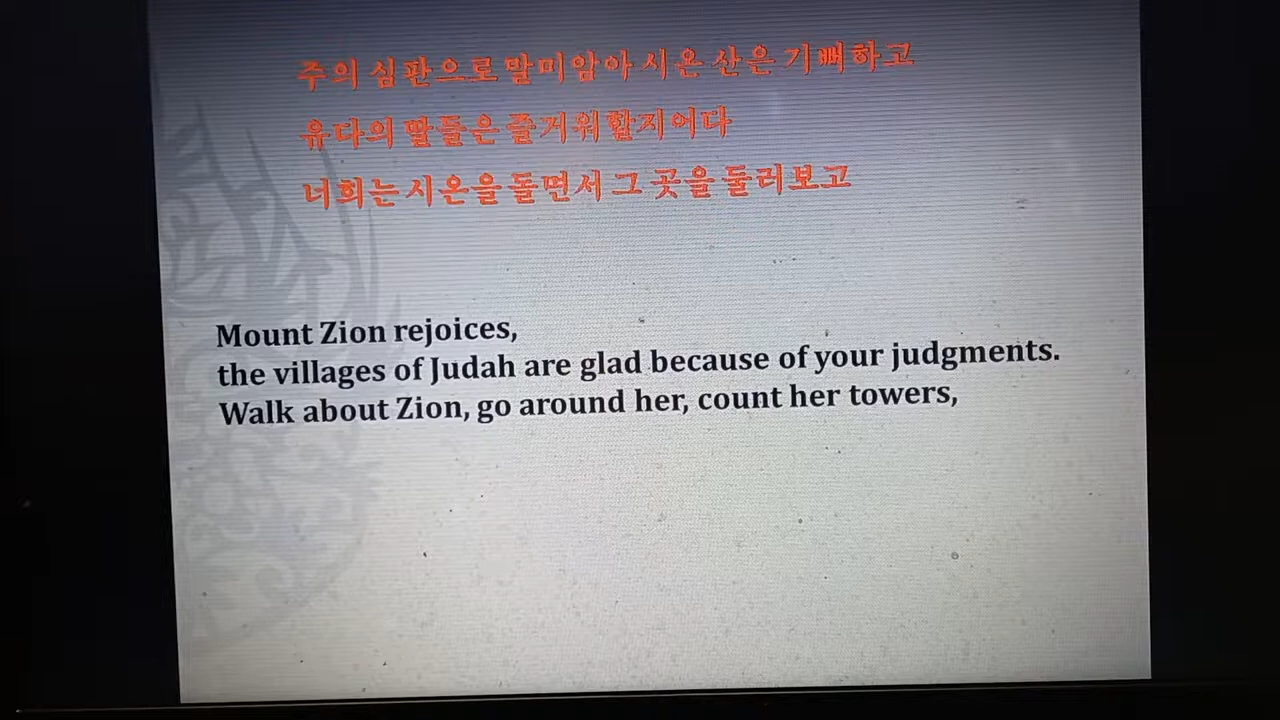 주의 심판으로 말미암아 시온 산은 기뻐하고
유다의 딸들은 즐거워할지어다
너희는 시온을 돌면서 그 곳을 둘러보고
Mount Zion rejoices,
the villages of Judah are glad because of your judgments.
Walk about Zion, go around her, count her towers,